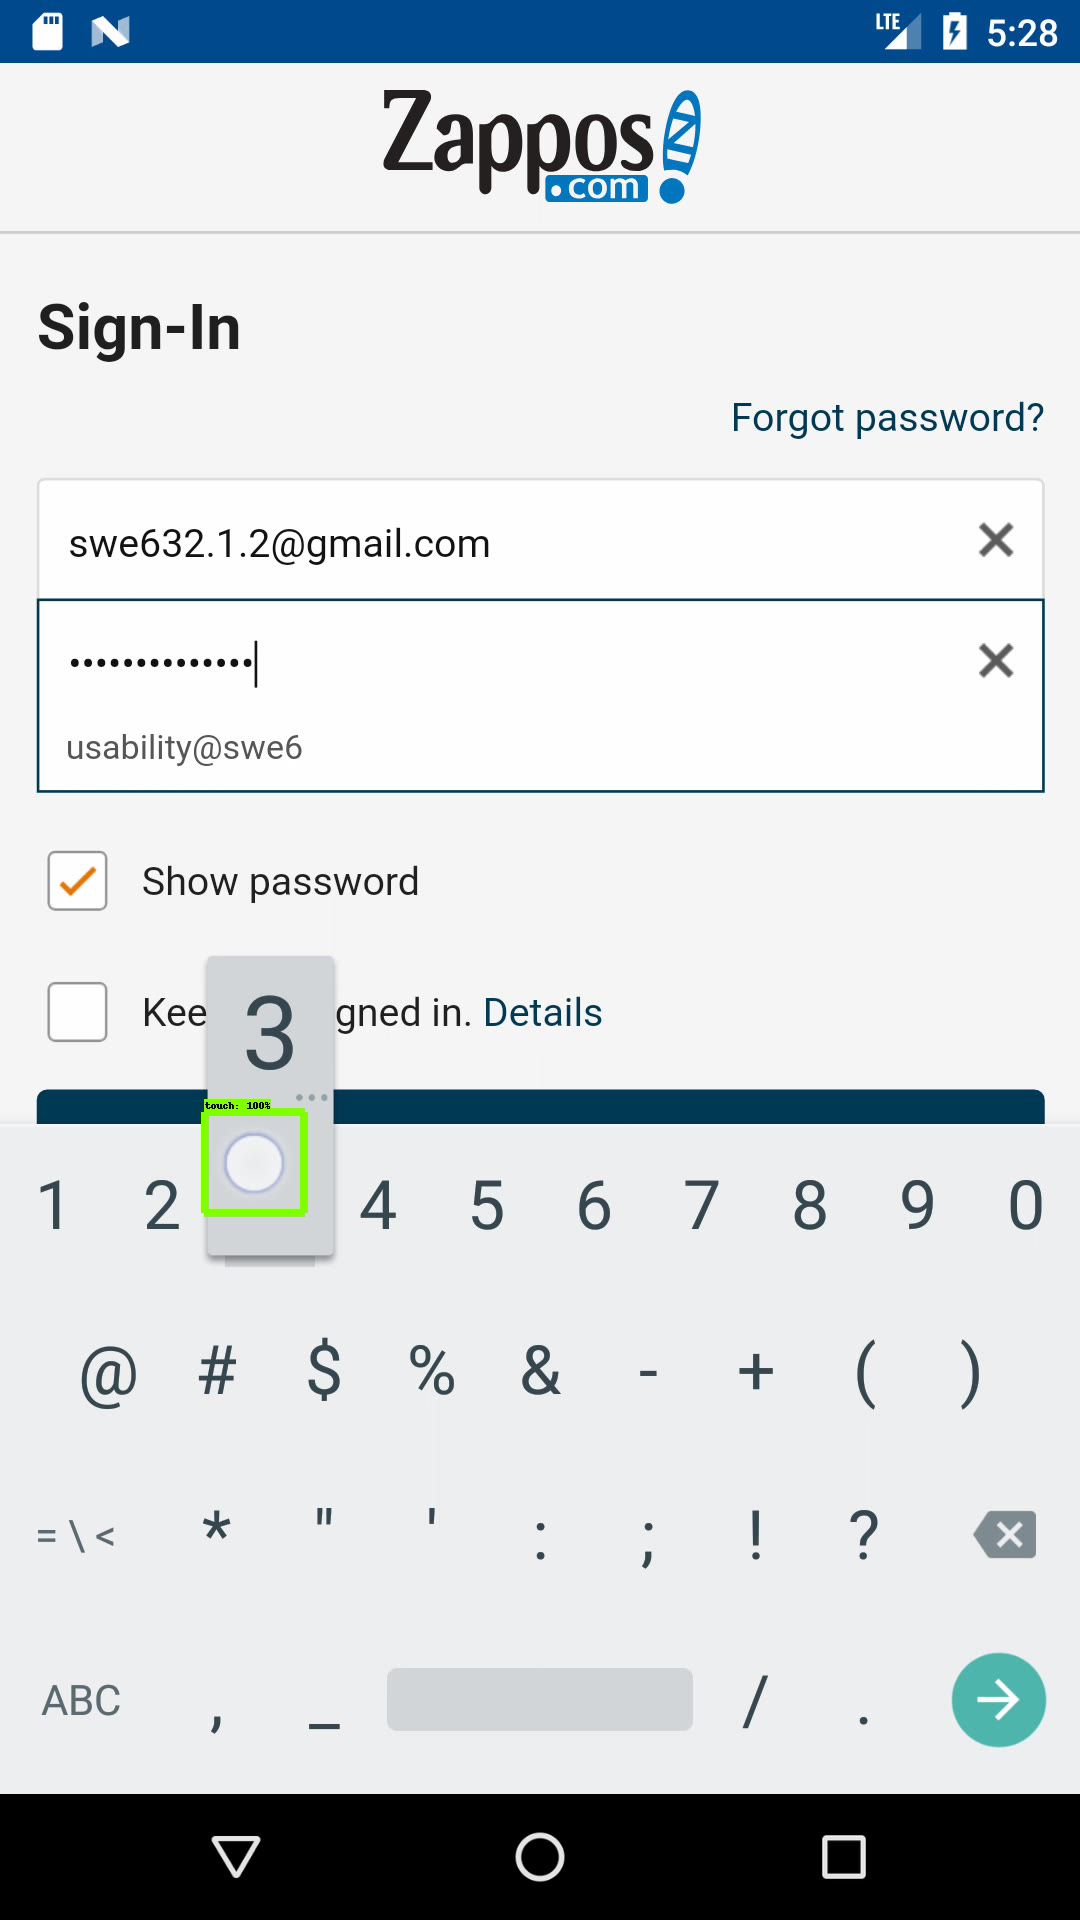 LTE 5:28
Zappos
.com
Sign-In
Forgot password?
swe632.1.2@gmail.com
••••••••••••••
usability@swe6
Show password
Kee gned in. Details
3
touch: 100%
1 2 4 5 6 7 8 9 0
@ # $ % & - + ( )
= \ < * " ' : ; ! ?
ABC , _ / .